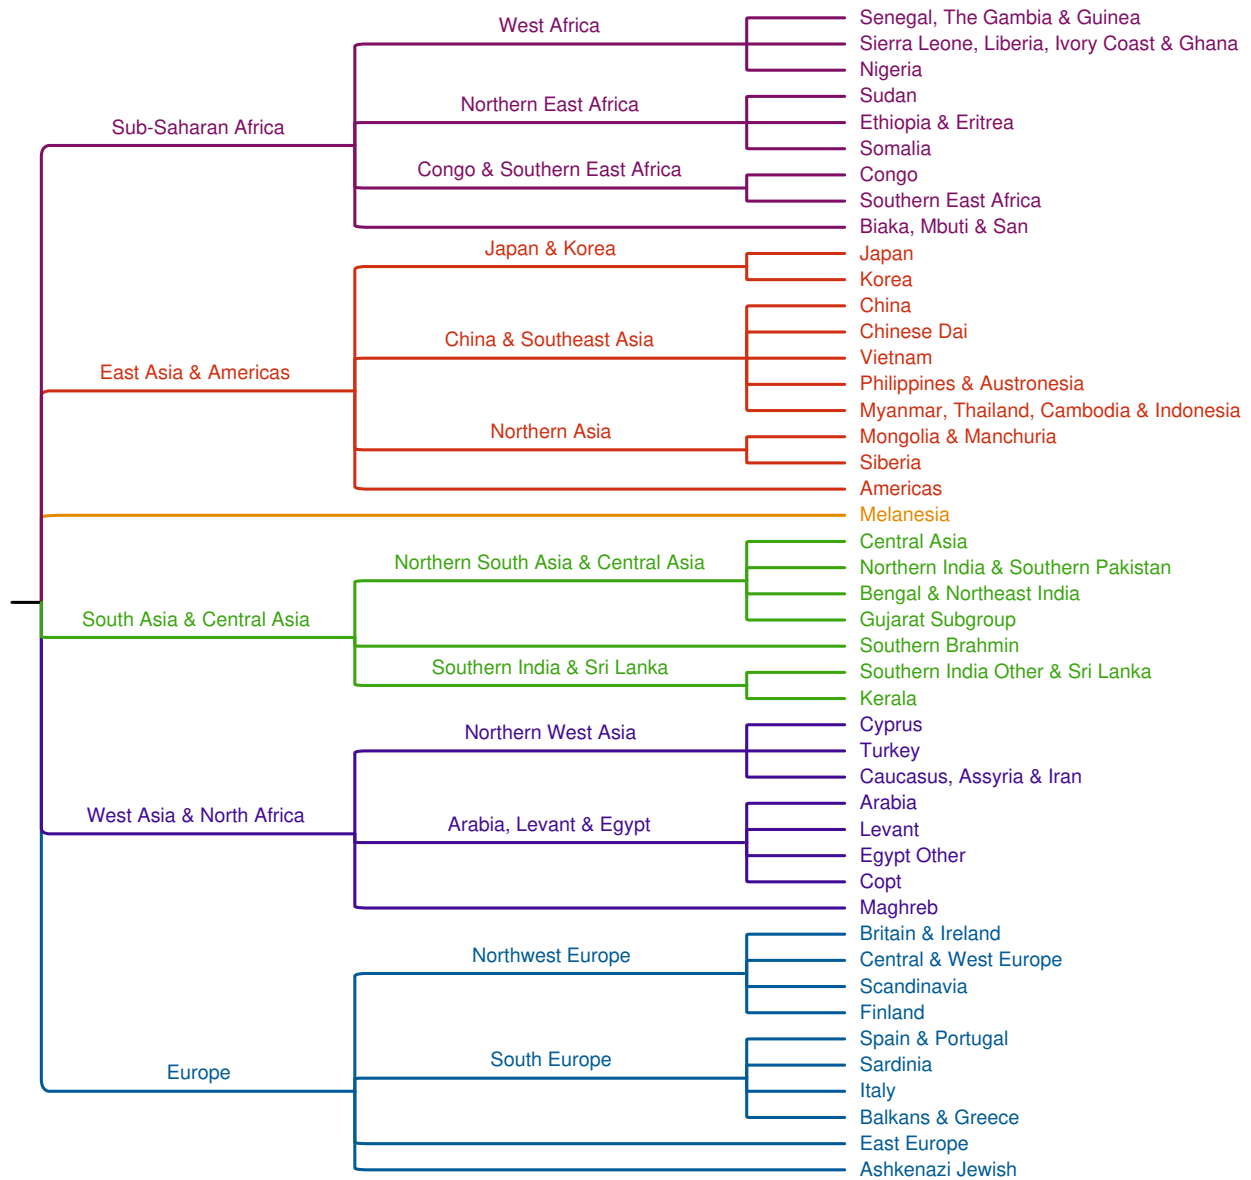 West Africa
Senegal, The Gambia & Guinea
Sierra Leone, Liberia, Ivory Coast & Ghana
Nigeria
Sub-Saharan Africa
Northern East Africa
Sudan
Ethiopia & Eritrea
Somalia
Congo & Southern East Africa
Congo
Southern East Africa
Biaka, Mbuti & San
Japan & Korea
Japan
Korea
East Asia & Americas
China & Southeast Asia
China
Chinese Dai
Vietnam
Philippines & Austronesia
Myanmar, Thailand, Cambodia & Indonesia
Northern Asia
Mongolia & Manchuria
Siberia
Americas
Melanesia
South Asia & Central Asia
Northern South Asia & Central Asia
Central Asia
Northern India & Southern Pakistan
Bengal & Northeast India
Gujarat Subgroup
Southern Brahmin
Southern India & Sri Lanka
Southern India Other & Sri Lanka
Kerala
West Asia & North Africa
Northern West Asia
Cyprus
Turkey
Caucasus, Assyria & Iran
Arabia, Levant & Egypt
Arabia
Levant
Egypt Other
Copt
Maghreb
Europe
Northwest Europe
Britain & Ireland
Central & West Europe
Scandinavia
Finland
South Europe
Spain & Portugal
Sardinia
Italy
Balkans & Greece
East Europe
Ashkenazi Jewish